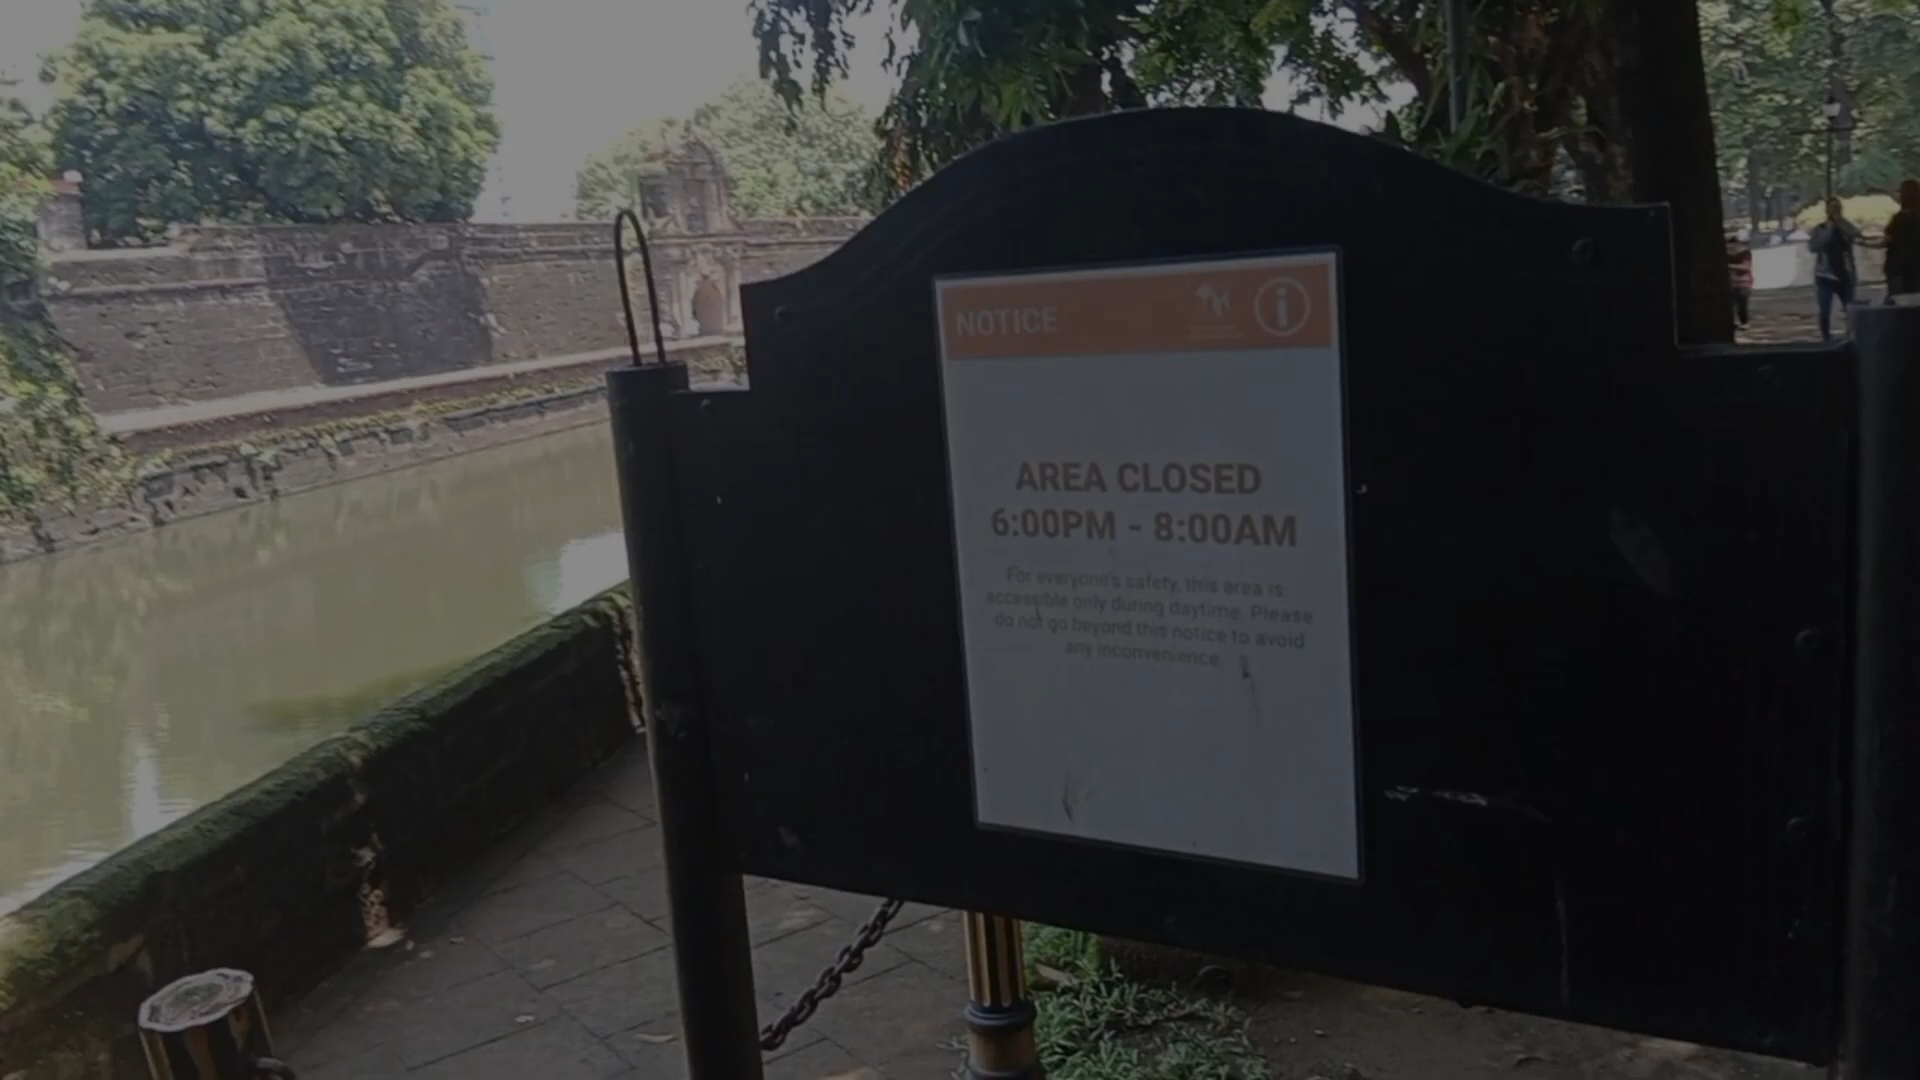 NOTICE
AREA CLOSED
6:00PM - 8:00AM
For everyone's safety, this area is
accessible only during daytime. Please
do not go beyond this notice to avoid
any inconvenience.